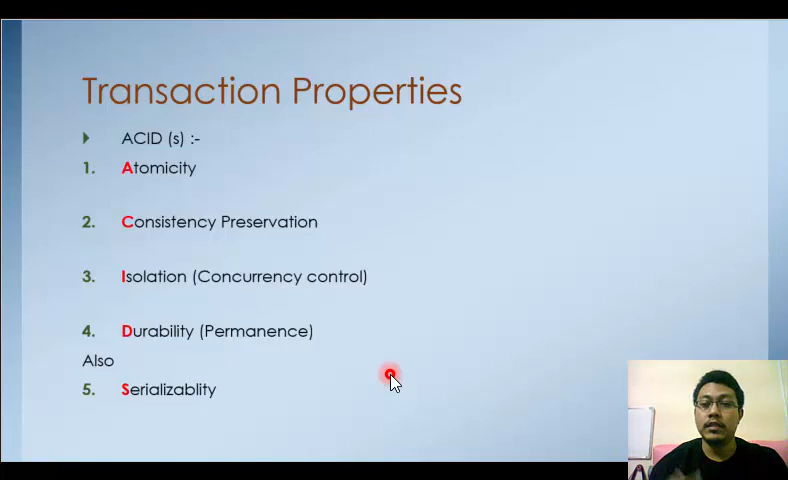 Transaction Properties
ACID (s) :-
1. Atomicity
2. Consistency Preservation
3. Isolation (Concurrency control)
4. Durability (Permanence)
Also
5. Serializablity